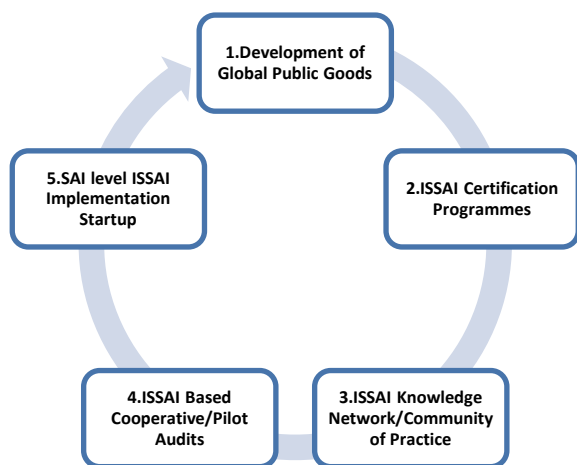 1.Development of
Global Public Goods
2.ISSAI Certification
Programmes
3.ISSAI Knowledge
Network/Community
of Practice
4.ISSAI Based
Cooperative/Pilot
Audits
5.SAI level ISSAI
Implementation
Startup